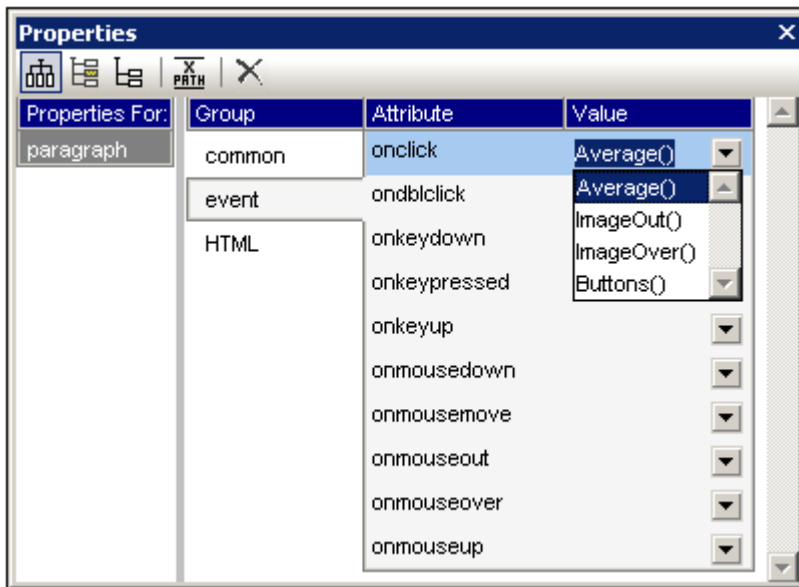 Properties
X
PATH
Properties For: Group Attribute Value
paragraph common onclick Average()
Average()
event ondblclick ImageOut()
HTML onkeydown ImageOver()
onkeypressed Buttons()
onkeyup
onmousedown
onmousemove
onmouseout
onmouseover
onmouseup